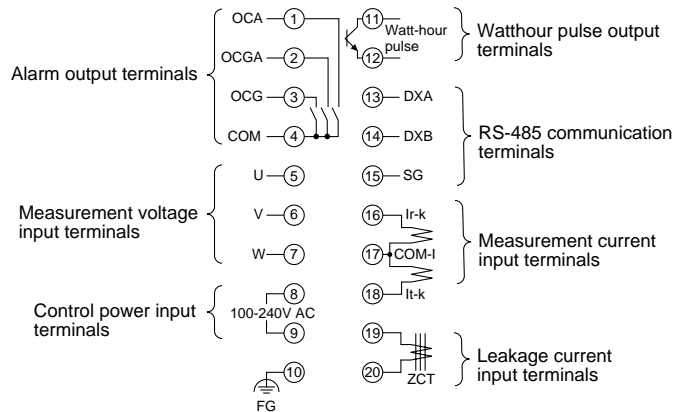 Alarm output terminals
OCA 1
OCGA 2
OCG 3
COM 4
Measurement voltage
input terminals
U 5
V 6
W 7
Control power input
terminals
8
100-240V AC
9
10
FG
11
Watt-hour
pulse
12
Watthour pulse output
terminals
13 DXA
14 DXB
15 SG
RS-485 communication
terminals
16 Ir-k
17 COM-I
18 It-k
Measurement current
input terminals
19
20
ZCT
Leakage current
input terminals